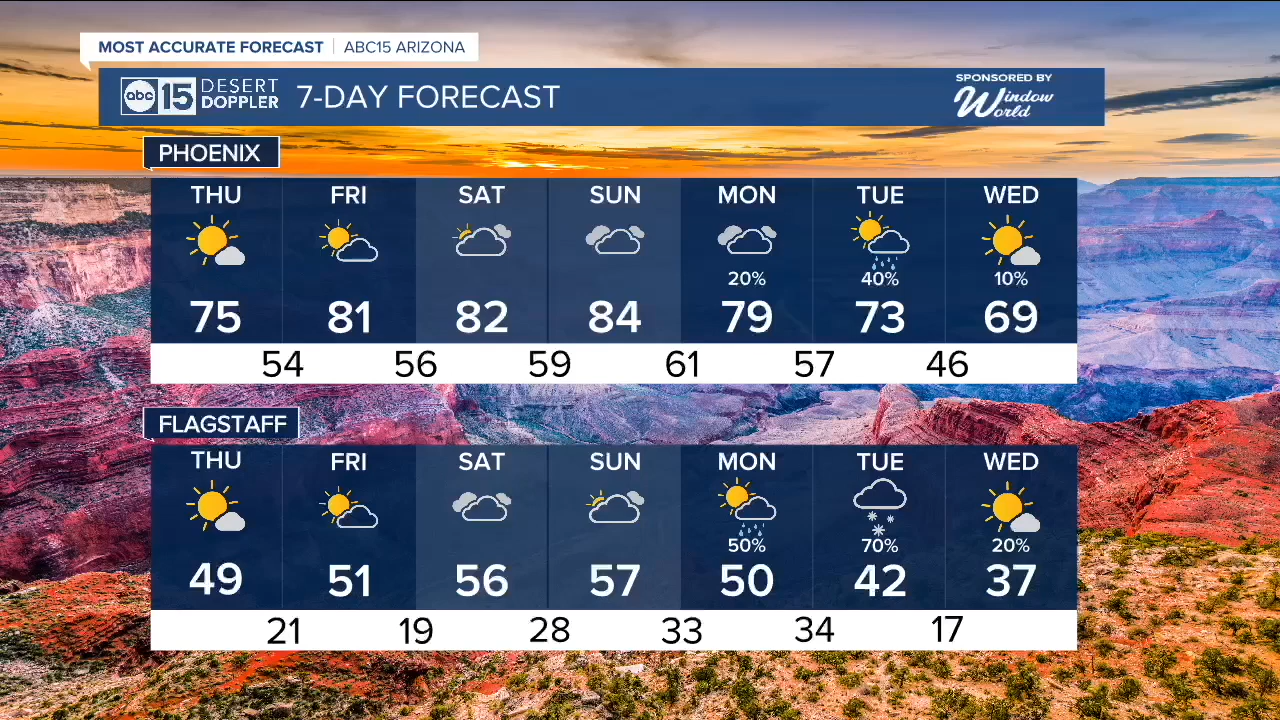 MOST ACCURATE FORECAST | ABC15 ARIZONA
abc 15 DESERT DOPPLER 7-DAY FORECAST
SPONSORED BY
Window World
PHOENIX
THU FRI SAT SUN MON TUE WED
20% 40% 10%
75 81 82 84 79 73 69
54 56 59 61 57 46
FLAGSTAFF
THU FRI SAT SUN MON TUE WED
50% 70% 20%
49 51 56 57 50 42 37
21 19 28 33 34 17